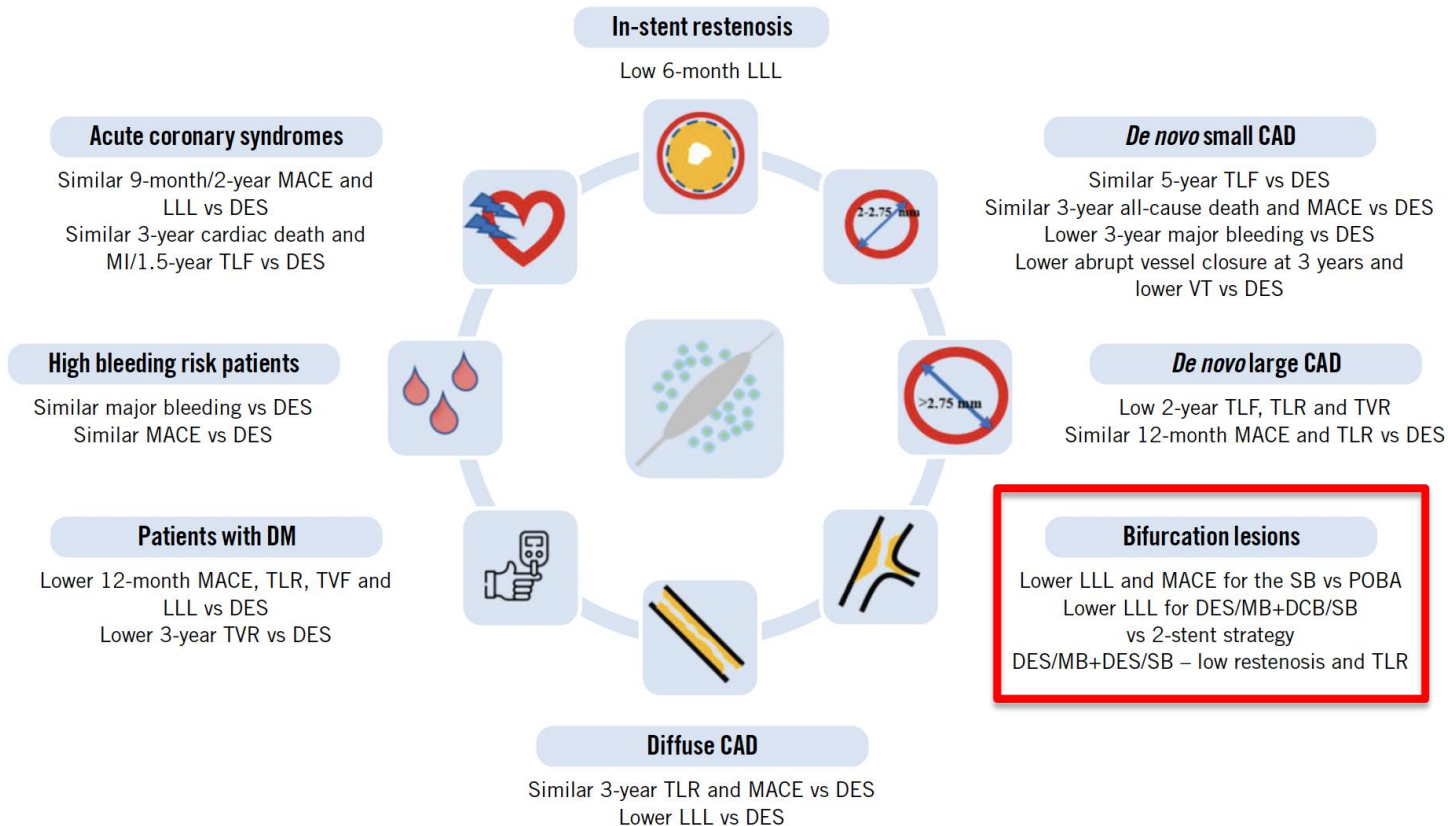 In-stent restenosis
Low 6-month LLL
Acute coronary syndromes
Similar 9-month/2-year MACE and
LLL vs DES
Similar 3-year cardiac death and
MI/1.5-year TLF vs DES
De novo small CAD
Similar 5-year TLF vs DES
Similar 3-year all-cause death and MACE vs DES
Lower 3-year major bleeding vs DES
Lower abrupt vessel closure at 3 years and
lower VT vs DES
2-2.75 mm
High bleeding risk patients
Similar major bleeding vs DES
Similar MACE vs DES
>2.75 mm
De novo large CAD
Low 2-year TLF, TLR and TVR
Similar 12-month MACE and TLR vs DES
Patients with DM
Lower 12-month MACE, TLR, TVF and
LLL vs DES
Lower 3-year TVR vs DES
Bifurcation lesions
Lower LLL and MACE for the SB vs POBA
Lower LLL for DES/MB+DCB/SB
vs 2-stent strategy
DES/MB+DES/SB – low restenosis and TLR
Diffuse CAD
Similar 3-year TLR and MACE vs DES
Lower LLL vs DES